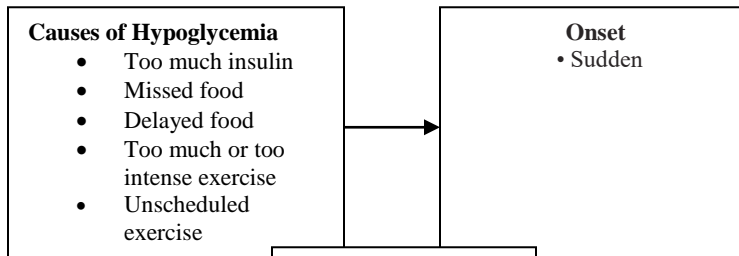 Causes of Hypoglycemia
• Too much insulin
• Missed food
• Delayed food
• Too much or too
intense exercise
• Unscheduled
exercise
Onset
• Sudden